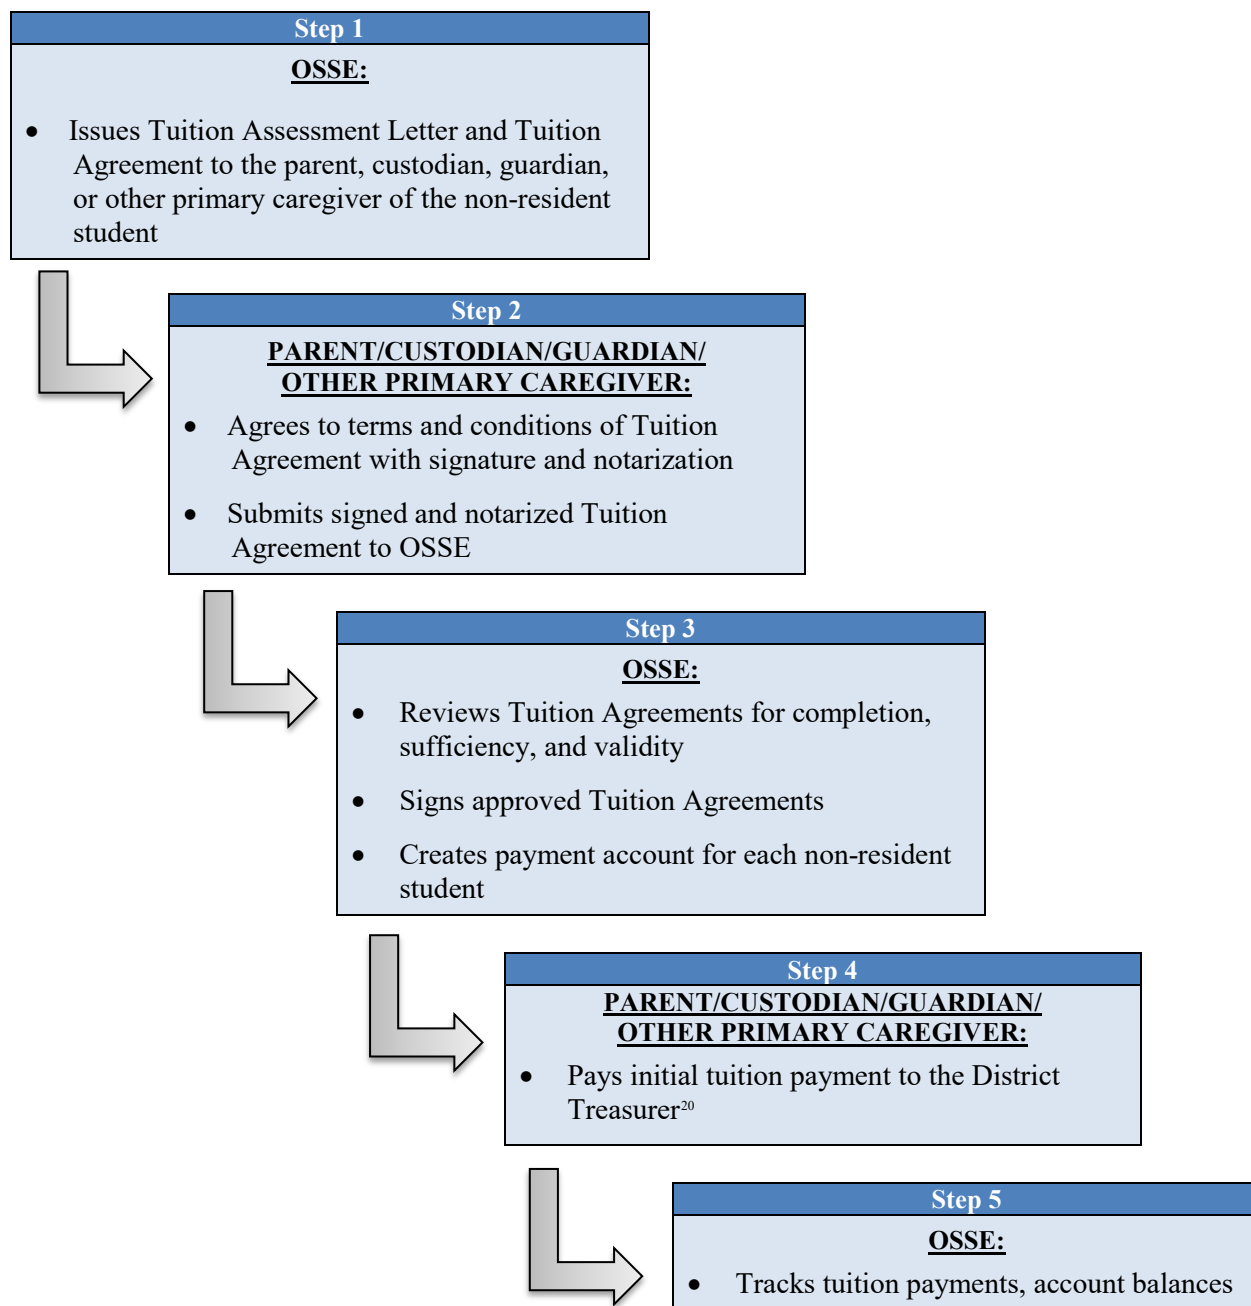 Step 1
OSSE:
• Issues Tuition Assessment Letter and Tuition
Agreement to the parent, custodian, guardian,
or other primary caregiver of the non-resident
student
Step 2
PARENT/CUSTODIAN/GUARDIAN/
OTHER PRIMARY CAREGIVER:
• Agrees to terms and conditions of Tuition
Agreement with signature and notarization
• Submits signed and notarized Tuition
Agreement to OSSE
Step 3
OSSE:
• Reviews Tuition Agreements for completion,
sufficiency, and validity
• Signs approved Tuition Agreements
• Creates payment account for each non-resident
student
Step 4
PARENT/CUSTODIAN/GUARDIAN/
OTHER PRIMARY CAREGIVER:
• Pays initial tuition payment to the District
Treasurer20
Step 5
OSSE:
• Tracks tuition payments, account balances